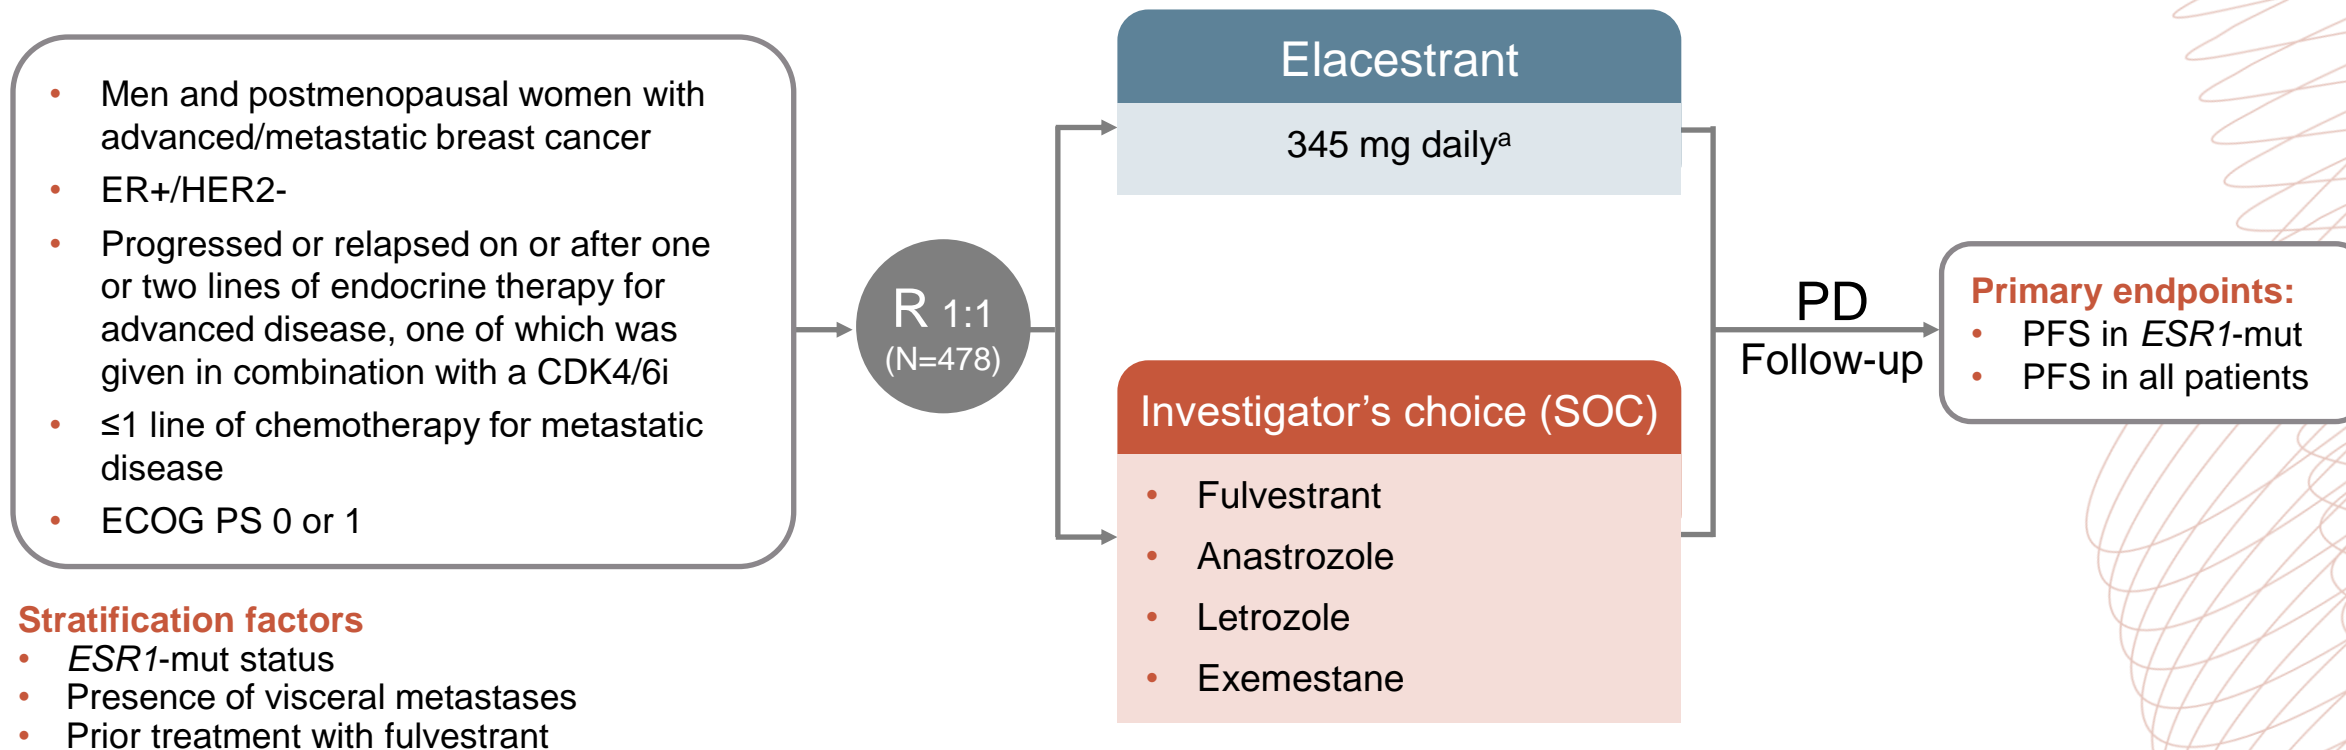 • Men and postmenopausal women with
advanced/metastatic breast cancer
• ER+/HER2-
• Progressed or relapsed on or after one
or two lines of endocrine therapy for
advanced disease, one of which was
given in combination with a CDK4/6i
• ≤1 line of chemotherapy for metastatic
disease
• ECOG PS 0 or 1
Stratification factors
• ESR1-mut status
• Presence of visceral metastases
• Prior treatment with fulvestrant
R 1:1
(N=478)
Elacestrant
345 mg dailyᵃ
Investigator’s choice (SOC)
• Fulvestrant
• Anastrozole
• Letrozole
• Exemestane
PD
Follow-up
Primary endpoints:
• PFS in ESR1-mut
• PFS in all patients